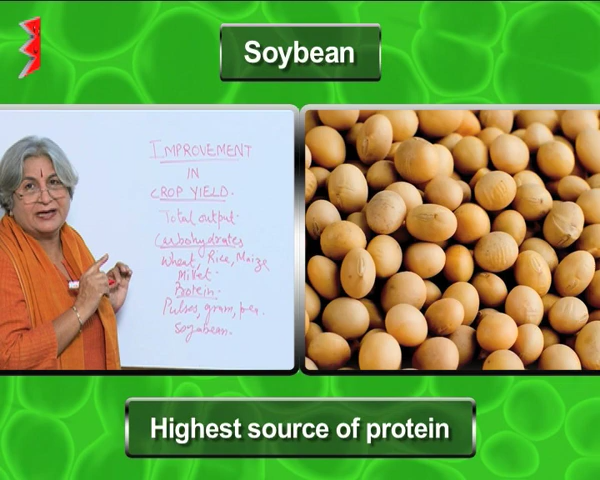 Soybean
IMPROVEMENT
IN
CROP YIELD.
Total output.
Carbohydrates
Wheat, Rice, Maize
Millet.
Protein.
Pulses, gram, pea.
Soyabean.
Highest source of protein